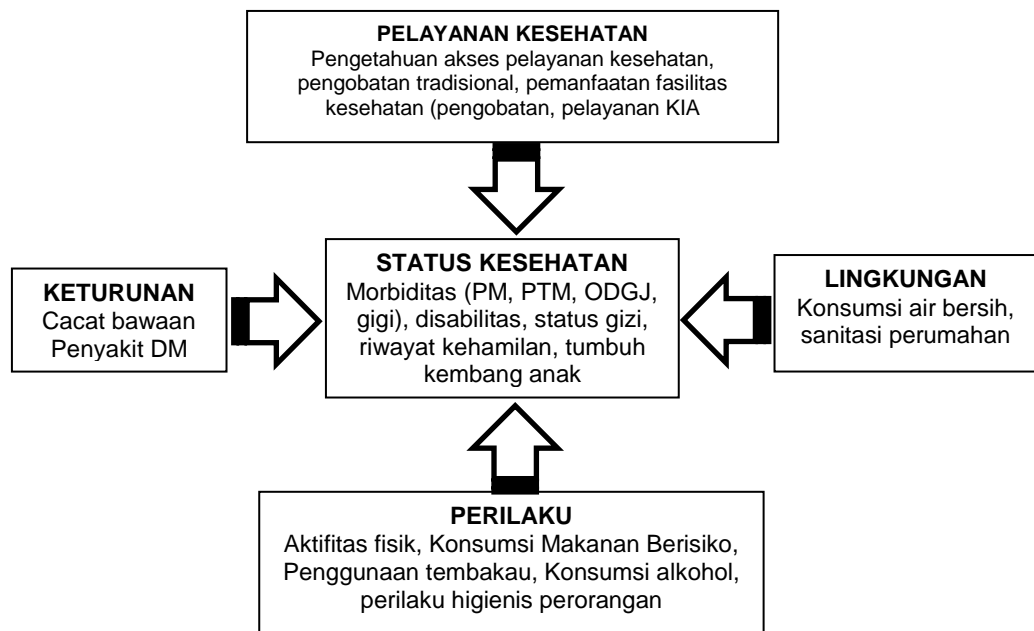 PELAYANAN KESEHATAN
Pengetahuan akses pelayanan kesehatan,
pengobatan tradisional, pemanfaatan fasilitas
kesehatan (pengobatan, pelayanan KIA
KETURUNAN
Cacat bawaan
Penyakit DM
STATUS KESEHATAN
Morbiditas (PM, PTM, ODGJ,
gigi), disabilitas, status gizi,
riwayat kehamilan, tumbuh
kembang anak
LINGKUNGAN
Konsumsi air bersih,
sanitasi perumahan
PERILAKU
Aktifitas fisik, Konsumsi Makanan Berisiko,
Penggunaan tembakau, Konsumsi alkohol,
perilaku higienis perorangan